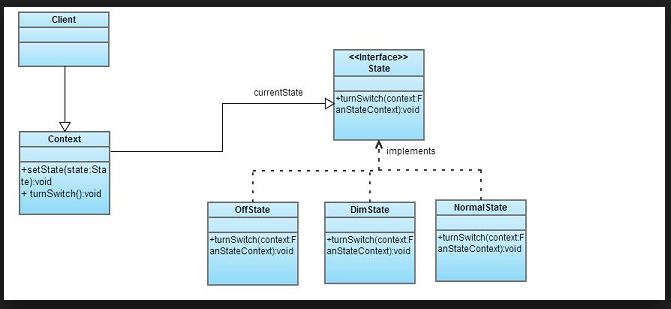 Client
<<Interface>>
State
currentState
+turnSwitch(context:F
anStateContext):void
Context
implements
+setState(state:Sta
te):void
+ turnSwitch():void
OffState
DimState
NormalState
+turnSwitch(context:F
anStateContext):void
+turnSwitch(context:F
anStateContext):void
+turnSwitch(context:F
anStateContext):void